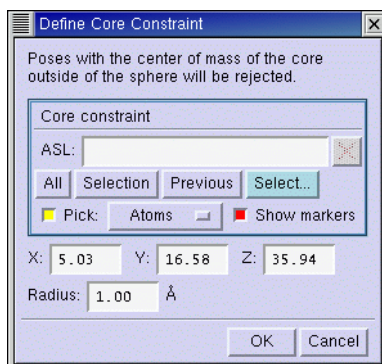 Define Core Constraint
Poses with the center of mass of the core
outside of the sphere will be rejected.
Core constraint
ASL:
All Selection Previous Select...
Pick: Atoms Show markers
X: 5.03 Y: 16.58 Z: 35.94
Radius: 1.00 Å
OK Cancel